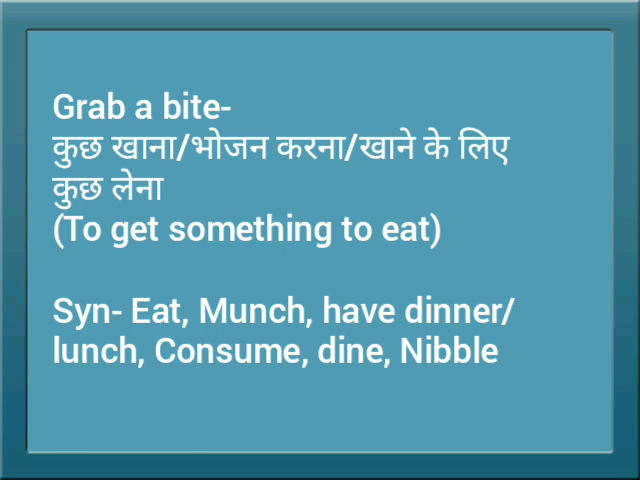 Grab a bite-
कुछ खाना/भोजन करना/खाने के लिए
कुछ लेना
(To get something to eat)
Syn- Eat, Munch, have dinner/
lunch, Consume, dine, Nibble